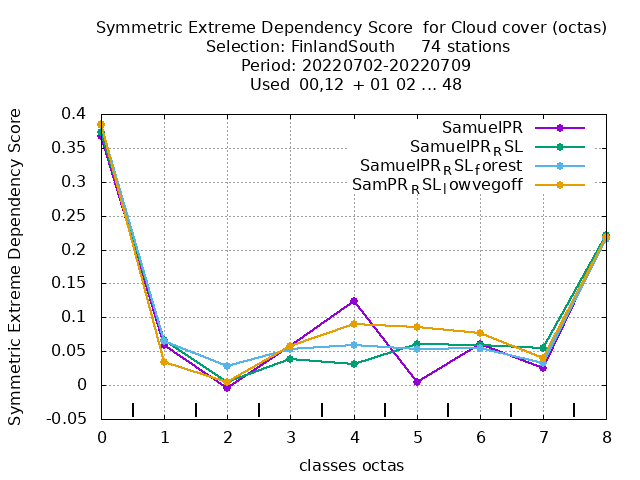 Symmetric Extreme Dependency Score  for Cloud cover (octas)
Selection: FinlandSouth     74 stations
Period: 20220702-20220709
Used  00,12  + 01 02 ... 48
Symmetric Extreme Dependency Score
0.4
0.35
0.3
0.25
0.2
0.15
0.1
0.05
0
-0.05
SamuelPR
SamuelPR_RSL
SamuelPR_RSL_forest
SamPR_RSL_lowvegoff
0 1 2 3 4 5 6 7 8
classes octas